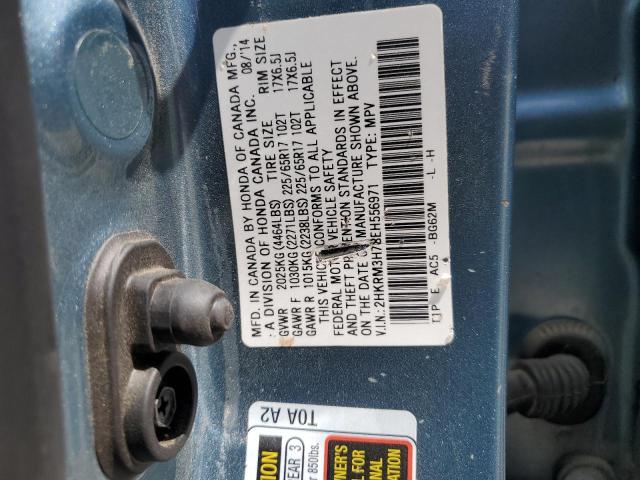 MFD. IN CANADA BY HONDA OF CANADA MFG.,
: A DIVISION OF HONDA CANADA INC. 08/'14
TIRE SIZE RIM SIZE
GVWR 2025KG (4464LBS)
GAWR F 1030KG (2271LBS) 225/65R17 102T 17X6.5J
GAWR R 1015KG (2238LBS) 225/65R17 102T 17X6.5J
THIS VEHICLE CONFORMS TO ALL APPLICABLE
FEDERAL MOTOR VEHICLE SAFETY
AND THEFT PREVENTION STANDARDS IN EFFECT
ON THE DATE OF MANUFACTURE SHOWN ABOVE.
V.I.N.: 2HKRM3H78EH556971 TYPE: MPV
P E AC5 -BG62M -L -H
T0A A2
YEAR 3
850lbs.